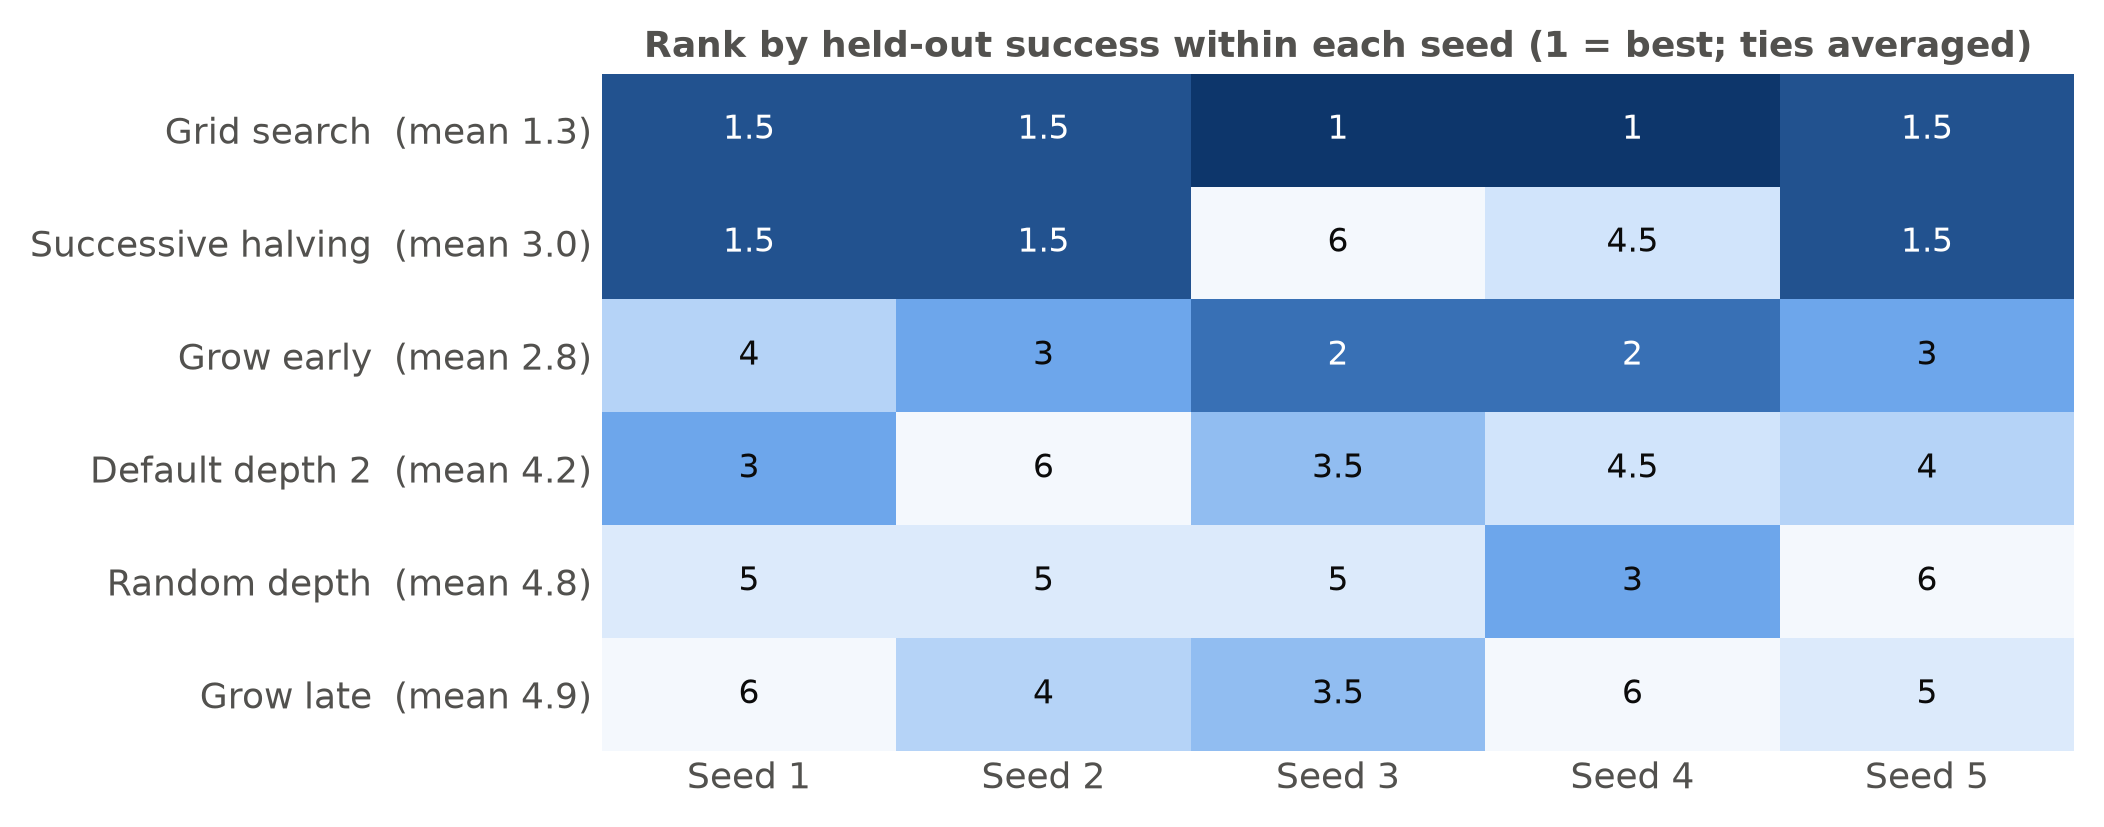 Rank by held-out success within each seed (1 = best; ties averaged)
Grid search (mean 1.3) 1.5 1.5 1 1 1.5
Successive halving (mean 3.0) 1.5 1.5 6 4.5 1.5
Grow early (mean 2.8) 4 3 2 2 3
Default depth 2 (mean 4.2) 3 6 3.5 4.5 4
Random depth (mean 4.8) 5 5 5 3 6
Grow late (mean 4.9) 6 4 3.5 6 5
Seed 1 Seed 2 Seed 3 Seed 4 Seed 5